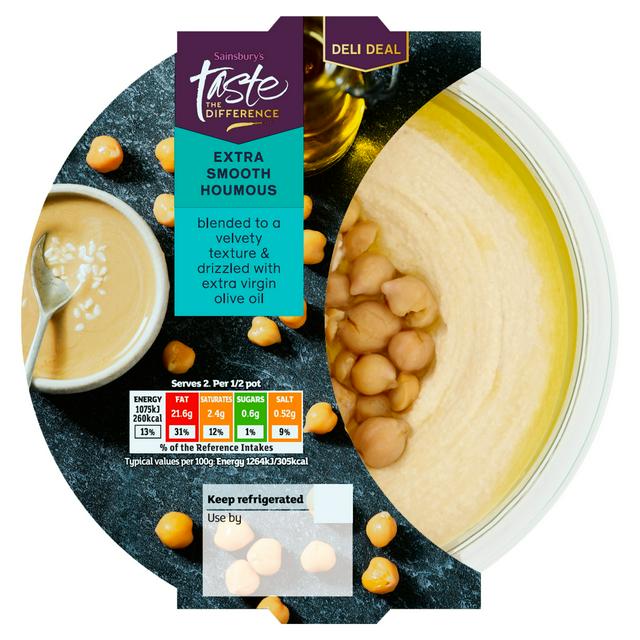 Sainsbury's
taste
THE
DIFFERENCE
DELI DEAL
EXTRA
SMOOTH
HOUMOUS
blended to a
velvety
texture &
drizzled with
extra virgin
olive oil
Serves 2. Per 1/2 pot
ENERGY FAT SATURATES SUGARS SALT
1075kJ
260kcal 21.6g 2.4g 0.6g 0.52g
13% 31% 12% 1% 9%
% of the Reference Intakes
Typical values per 100g: Energy 1264kJ/305kcal
Keep refrigerated
Use by